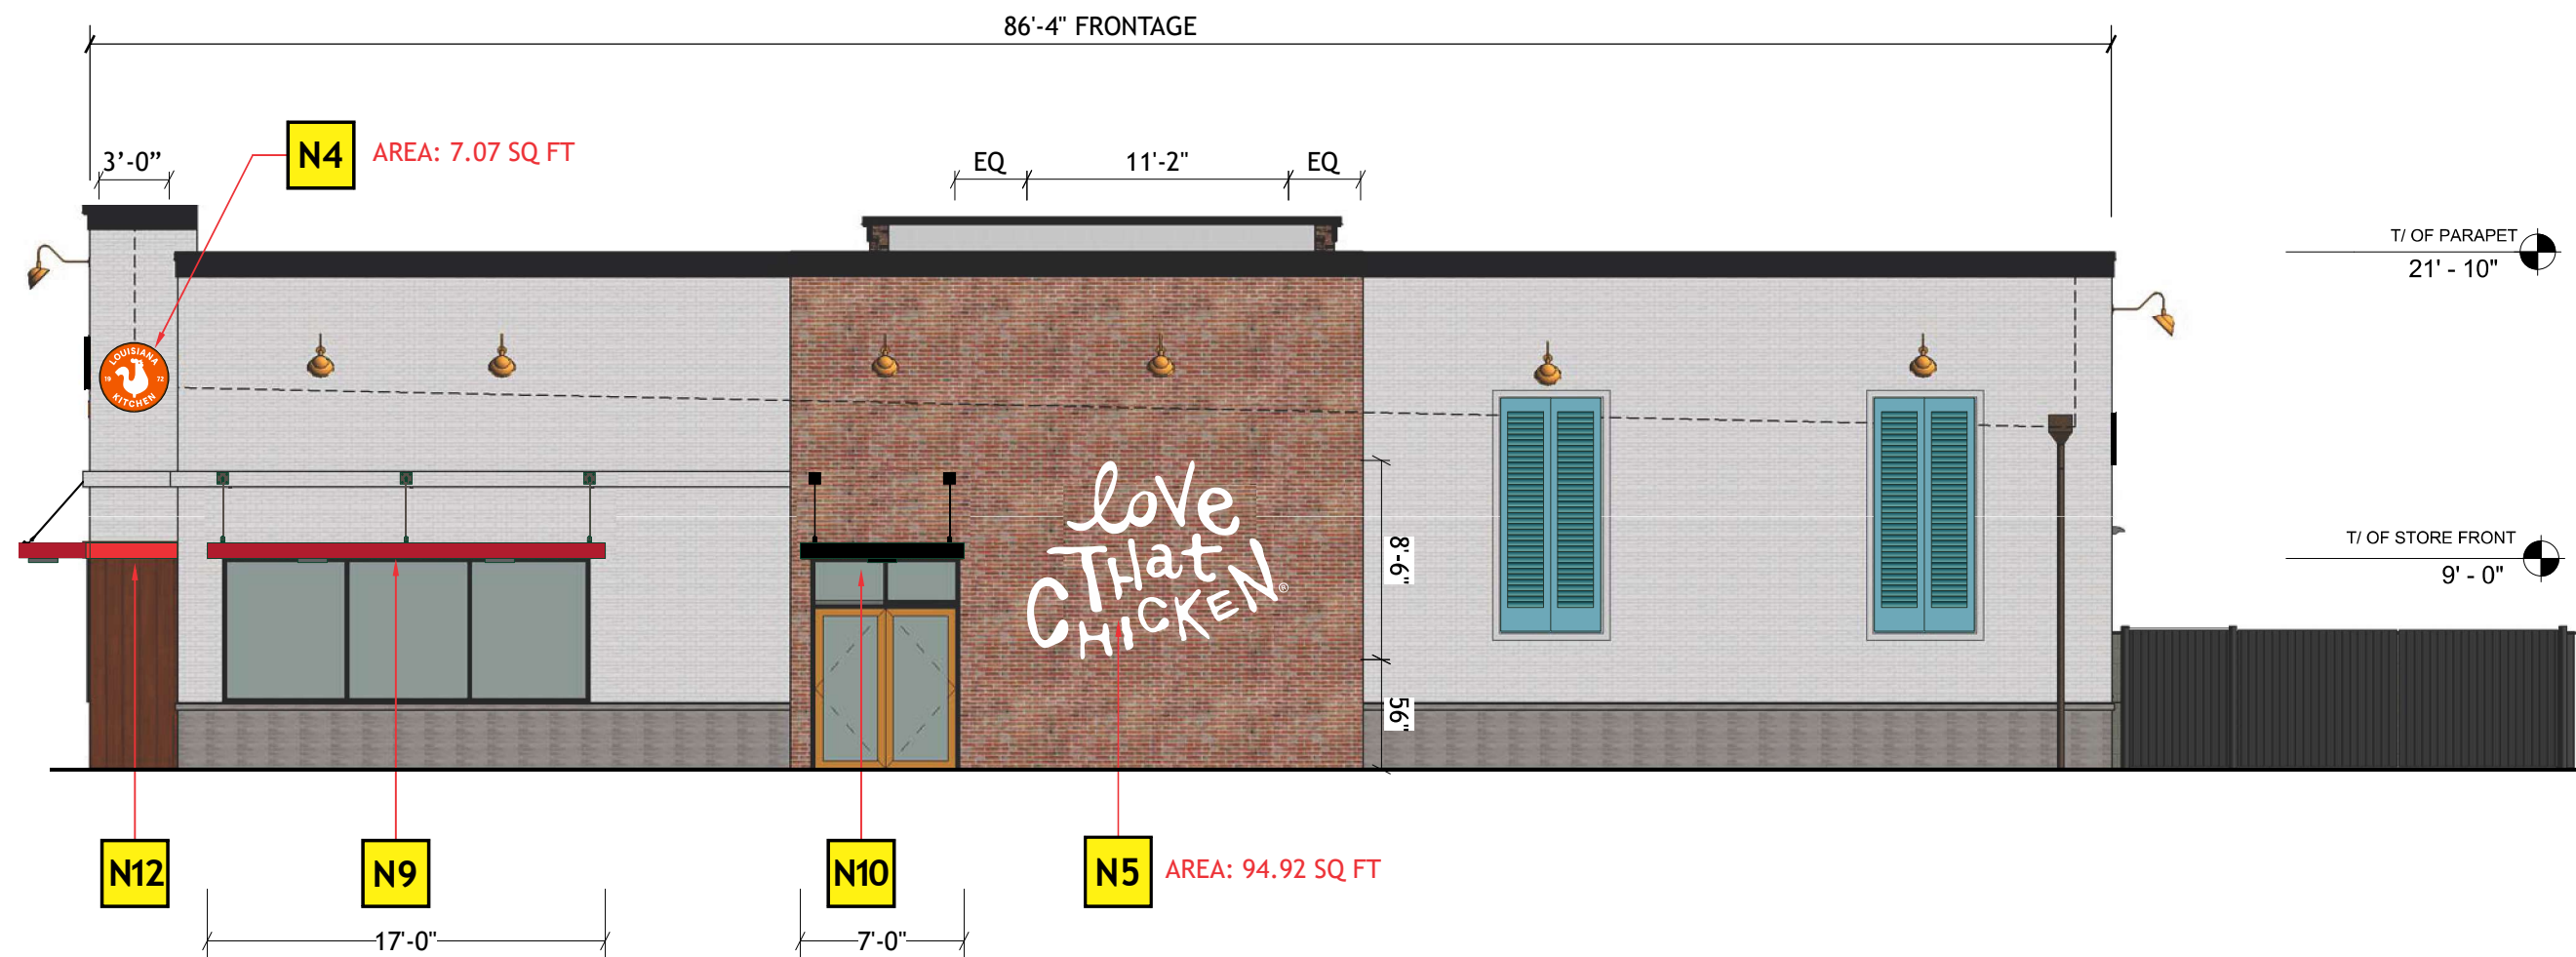 86'-4" FRONTAGE
N4
AREA: 7.07 SQ FT
3’-0”
EQ
11'-2"
EQ
T/ OF PARAPET
21' - 10"
LOUISIANA
19 72
KITCHEN
love
THat
CHICKEN®
8'-6"
T/ OF STORE FRONT
9' - 0"
56"
N12
N9
N10
N5
AREA: 94.92 SQ FT
17'-0"
7'-0"